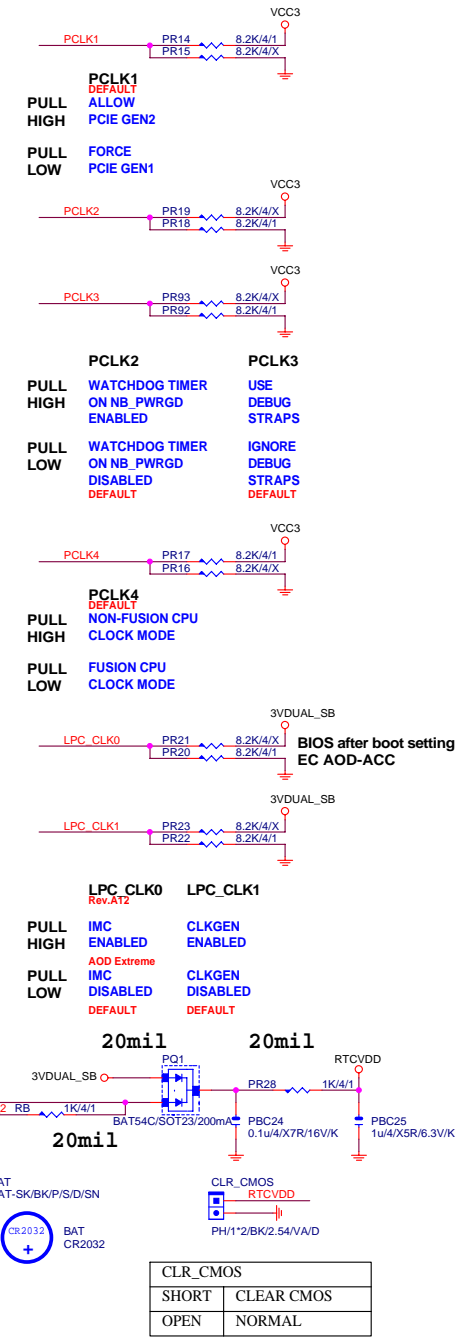 VCC3
PCLK1 PR14 8.2K/4/1
PR15 8.2K/4/X
PCLK1
DEFAULT
PULL ALLOW
HIGH PCIE GEN2
PULL FORCE
LOW PCIE GEN1
VCC3
PCLK2 PR19 8.2K/4/X
PR18 8.2K/4/1
VCC3
PCLK3 PR93 8.2K/4/X
PR92 8.2K/4/1
PCLK2 PCLK3
PULL WATCHDOG TIMER USE
HIGH ON NB_PWRGD DEBUG
ENABLED STRAPS
PULL WATCHDOG TIMER IGNORE
LOW ON NB_PWRGD DEBUG
DISABLED STRAPS
DEFAULT DEFAULT
VCC3
PCLK4 PR17 8.2K/4/1
PR16 8.2K/4/X
PCLK4
DEFAULT
PULL NON-FUSION CPU
HIGH CLOCK MODE
PULL FUSION CPU
LOW CLOCK MODE
3VDUAL_SB
LPC_CLK0 PR21 8.2K/4/X BIOS after boot setting
PR20 8.2K/4/1 EC AOD-ACC
3VDUAL_SB
LPC_CLK1 PR23 8.2K/4/X
PR22 8.2K/4/1
LPC_CLK0 LPC_CLK1
Rev.A12
PULL IMC CLKGEN
HIGH ENABLED ENABLED
AOD Extreme
PULL IMC CLKGEN
LOW DISABLED DISABLED
DEFAULT DEFAULT
20mil 20mil
PQ1 RTCVDD
3VDUAL_SB PR28 1K/4/1
2 RB 1K/4/1
BAT54C/SOT23/200mA PBC24 PBC25
0.1u/4/X7R/16V/K 1u/4/X5R/6.3V/K
20mil
AT
AT-SK/BK/P/S/D/SN
CR2032 BAT
+ CR2032
CLR_CMOS
RTCVDD
PH/1*2/BK/2.54/VA/D
CLR_CMOS
SHORT CLEAR CMOS
OPEN NORMAL